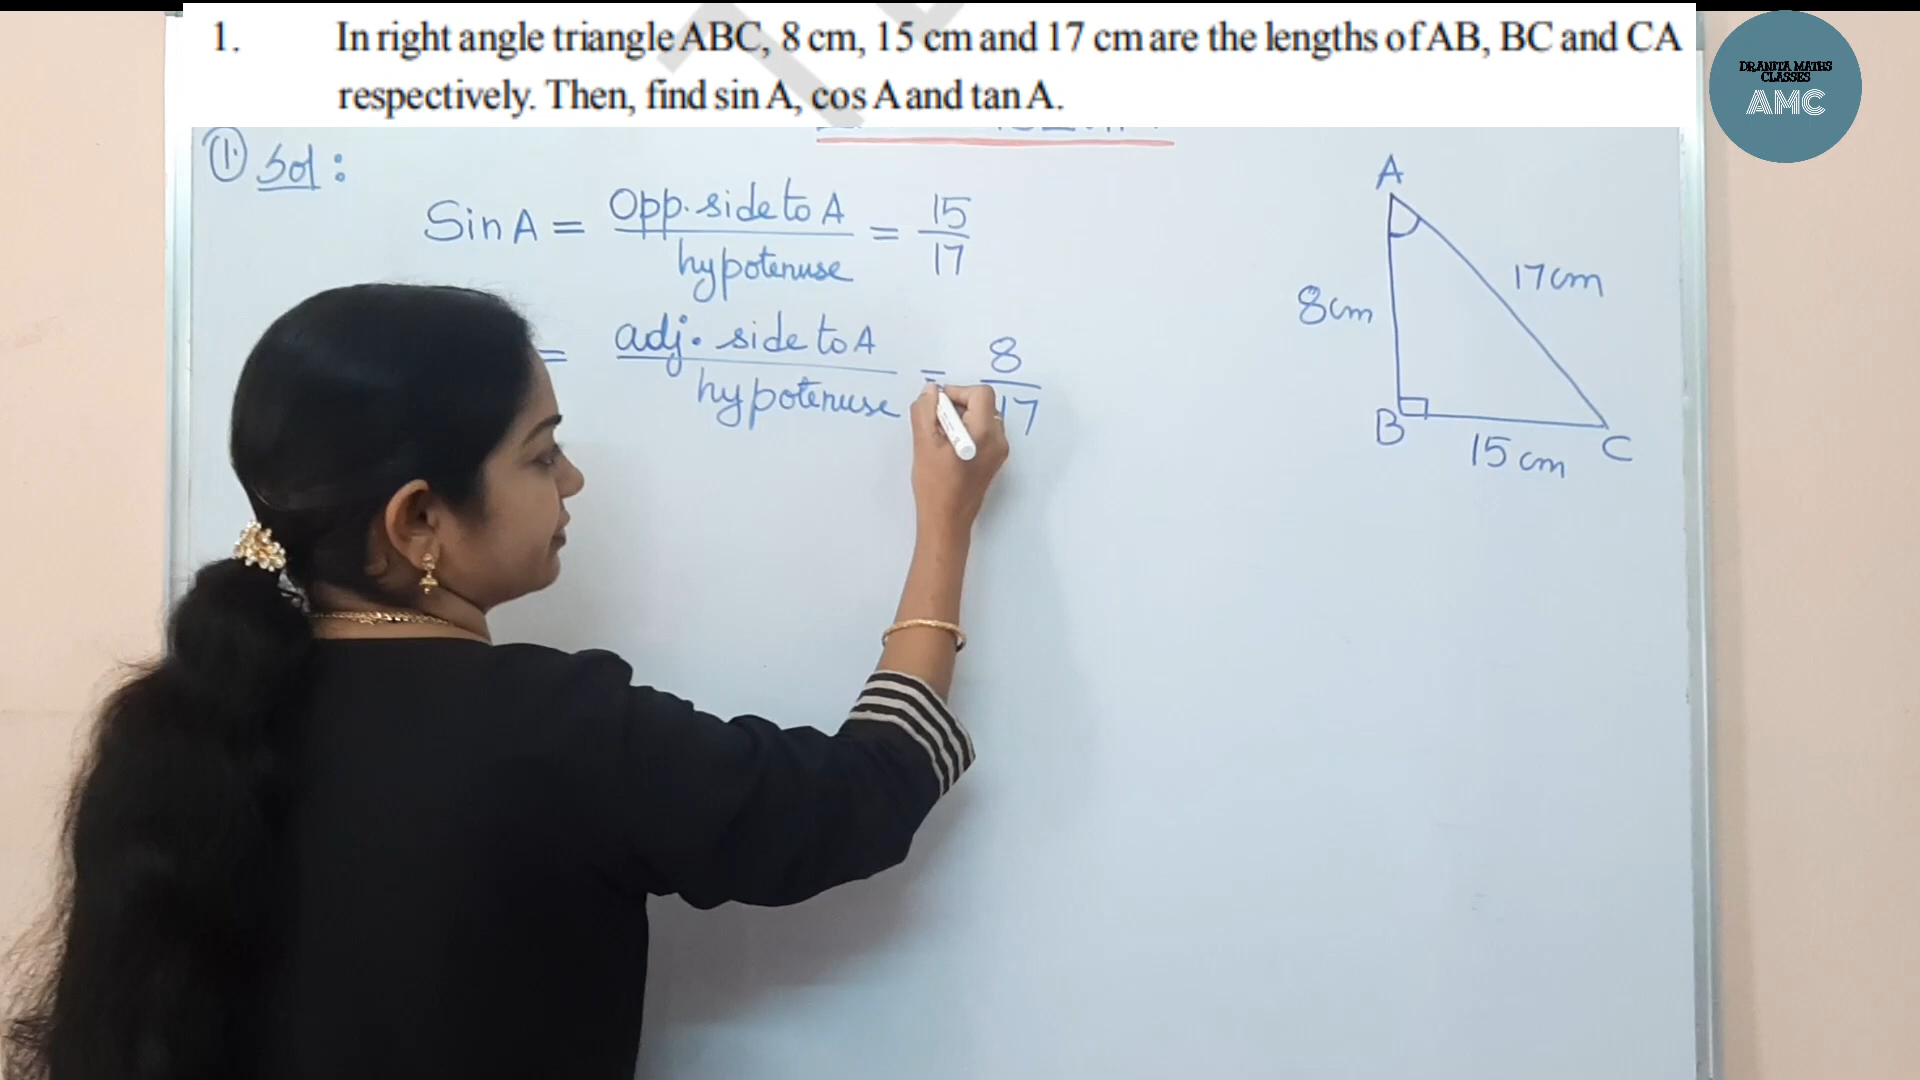 1. In right angle triangle ABC, 8 cm, 15 cm and 17 cm are the lengths of AB, BC and CA
respectively. Then, find sin A, cos A and tan A.
DR.ANITA MATHS
CLASSES
AMC
① Sol :
Sin A = Opp. side to A / hypotenuse = 15 / 17
= adj. side to A / hypotenuse = 8 / 17
A
8cm
17cm
B
15 cm
C